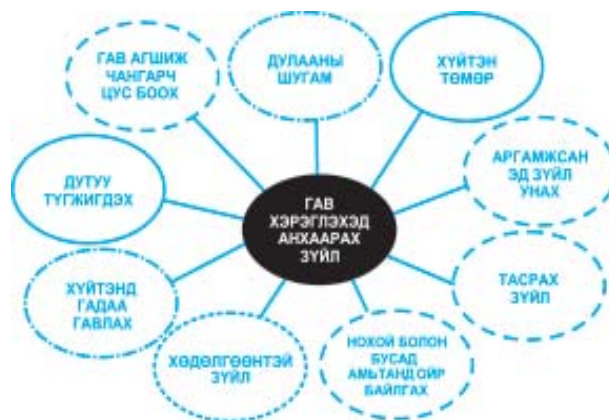 ГАВ АГШИЖ
ЧАНГАРЧ
ЦУС БООХ
ДУЛААНЫ
ШУГАМ
ХҮЙТЭН
ТӨМӨР
АРГАМЖСАН
ЭД ЗҮЙЛ
УНАХ
ДУТУУ
ТҮГЖИГДЭХ
ГАВ
ХЭРЭГЛЭХЭД
АНХААРАХ
ЗҮЙЛ
ТАСРАХ
ЗҮЙЛ
ХҮЙТЭНД
ГАДАА
ГАВЛАХ
ХӨДӨЛГӨӨНТЭЙ
ЗҮЙЛ
НОХОЙ БОЛОН
БУСАД
АМЬТАНД ОЙР
БАЙЛГАХ